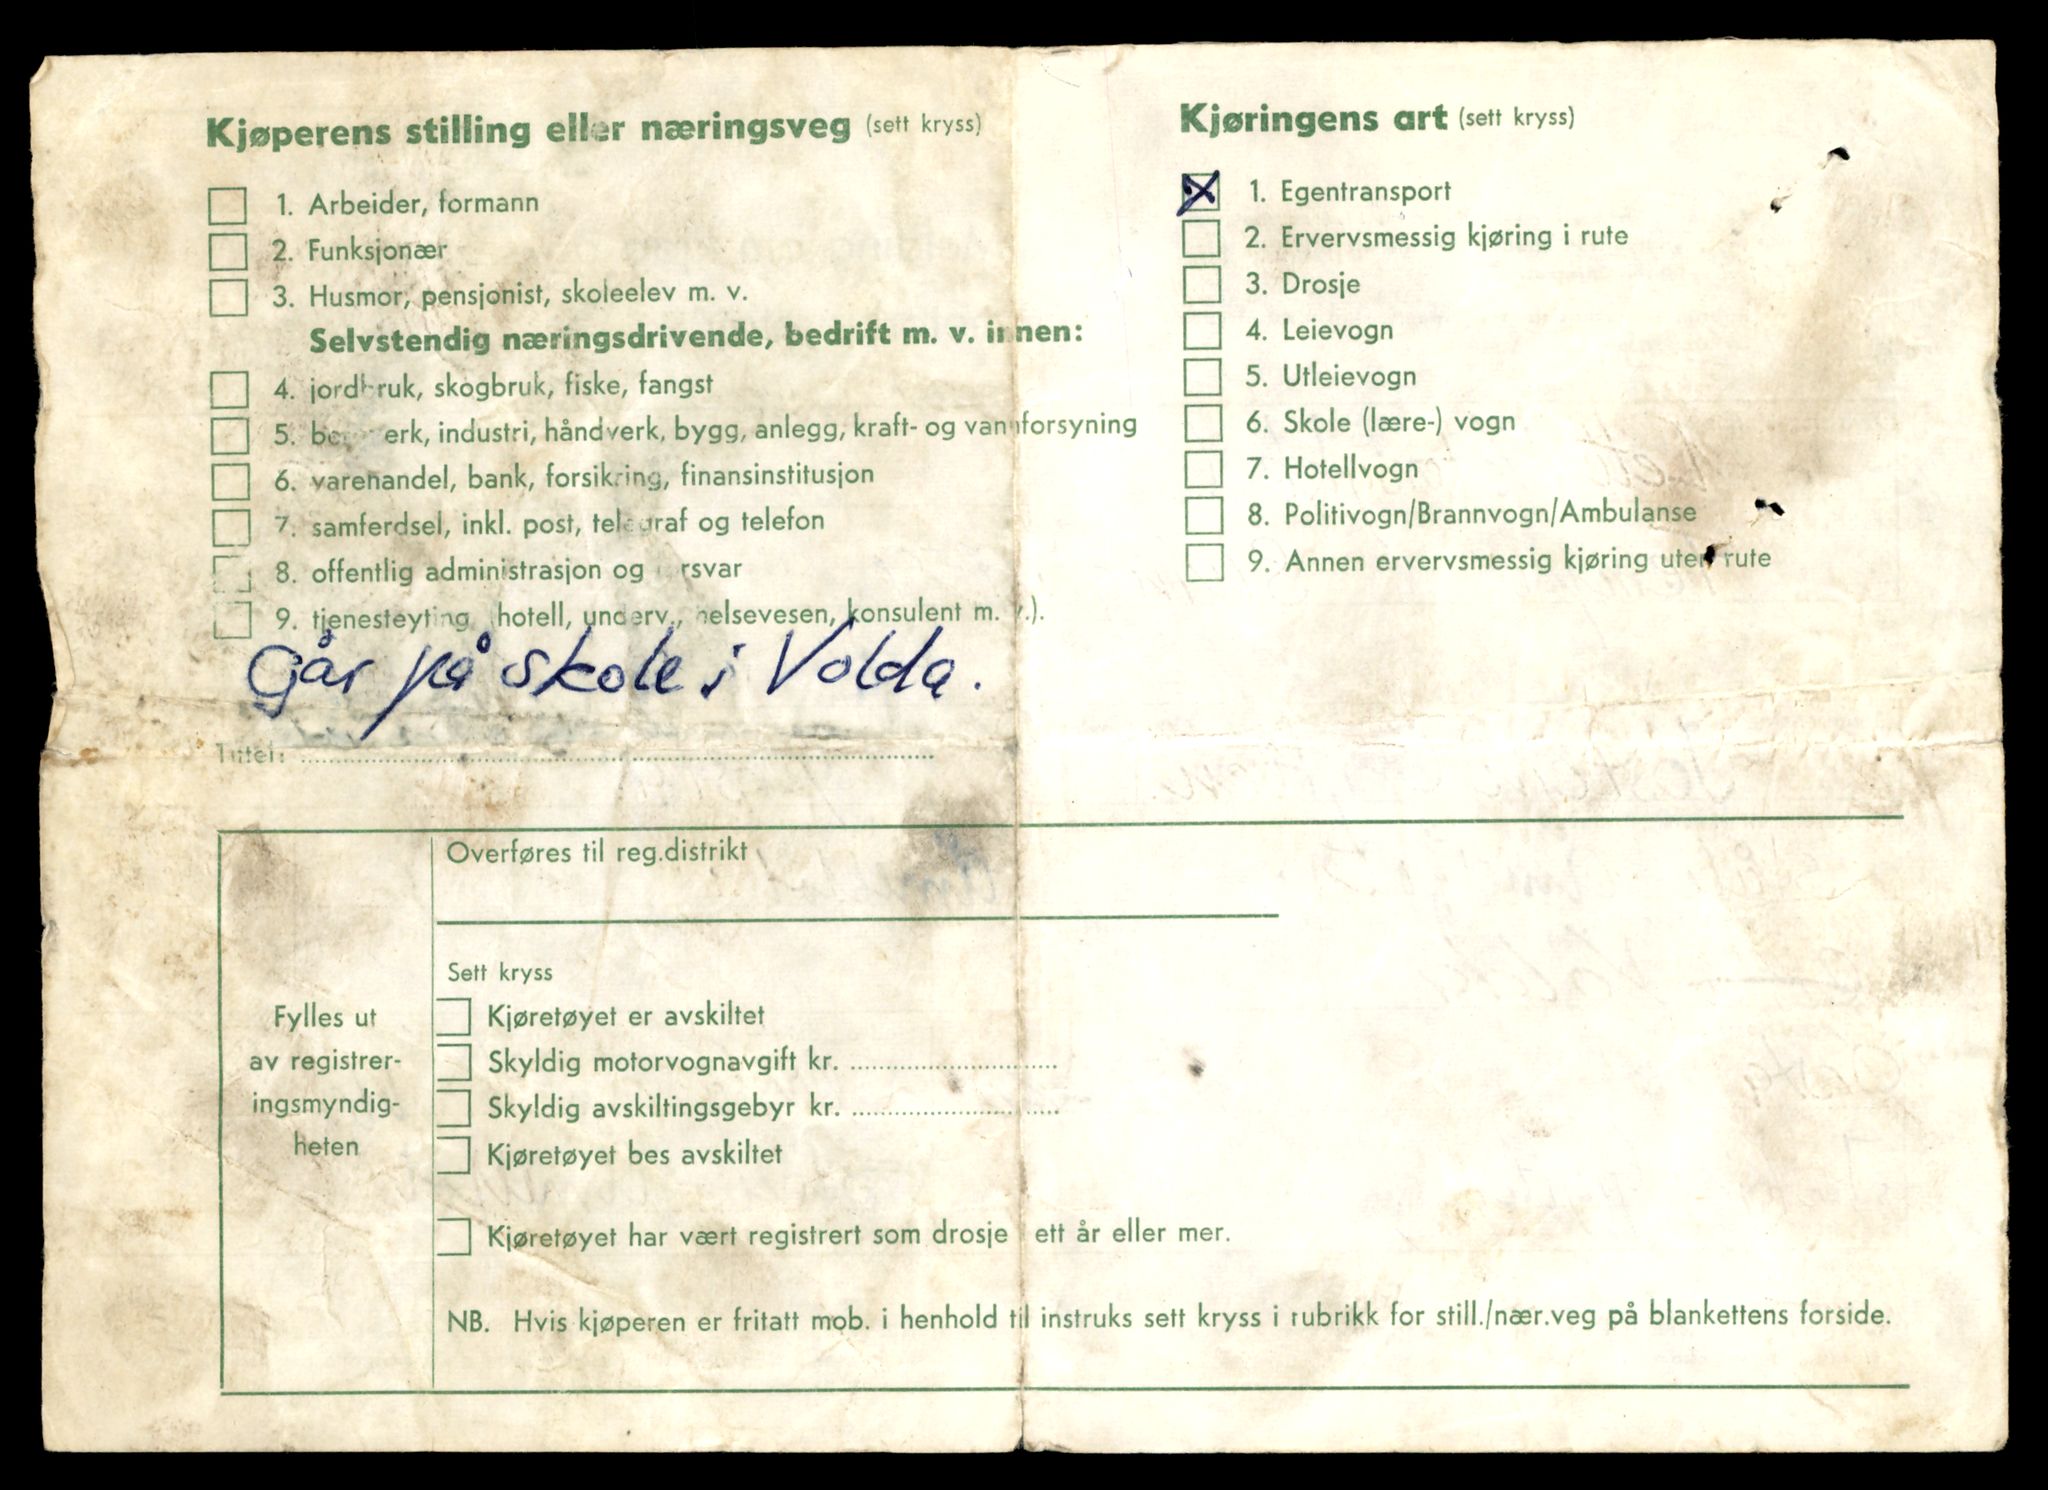 Kjøperens stilling eller næringsveg (sett kryss)
1. Arbeider, formann
2. Funksjonær
3. Husmor, pensjonist, skoleelev m. v.
Selvstendig næringsdrivende, bedrift m. v. innen:
4. jordbruk, skogbruk, fiske, fangst
5. bergverk, industri, håndverk, bygg, anlegg, kraft- og vannforsyning
6. varehandel, bank, forsikring, finansinstitusjon
7. samferdsel, inkl. post, telegraf og telefon
8. offentlig administrasjon og forsvar
9. tjenesteyting (hotell, underv., helsevesen, konsulent m. v.).
Går på skole i Volda.
Tittel:
Kjøringens art (sett kryss)
1. Egentransport
2. Ervervsmessig kjøring i rute
3. Drosje
4. Leievogn
5. Utleievogn
6. Skole (lære-) vogn
7. Hotellvogn
8. Politivogn/Brannvogn/Ambulanse
9. Annen ervervsmessig kjøring uten rute
Fylles ut
av registrer-
ingsmyndig-
heten
Overføres til reg.distrikt
Sett kryss
Kjøretøyet er avskiltet
Skyldig motorvognavgift kr.
Skyldig avskiltingsgebyr kr.
Kjøretøyet bes avskiltet
Kjøretøyet har vært registrert som drosje i ett år eller mer.
NB. Hvis kjøperen er fritatt mob. i henhold til instruks sett kryss i rubrikk for still./nær.veg på blankettens forside.